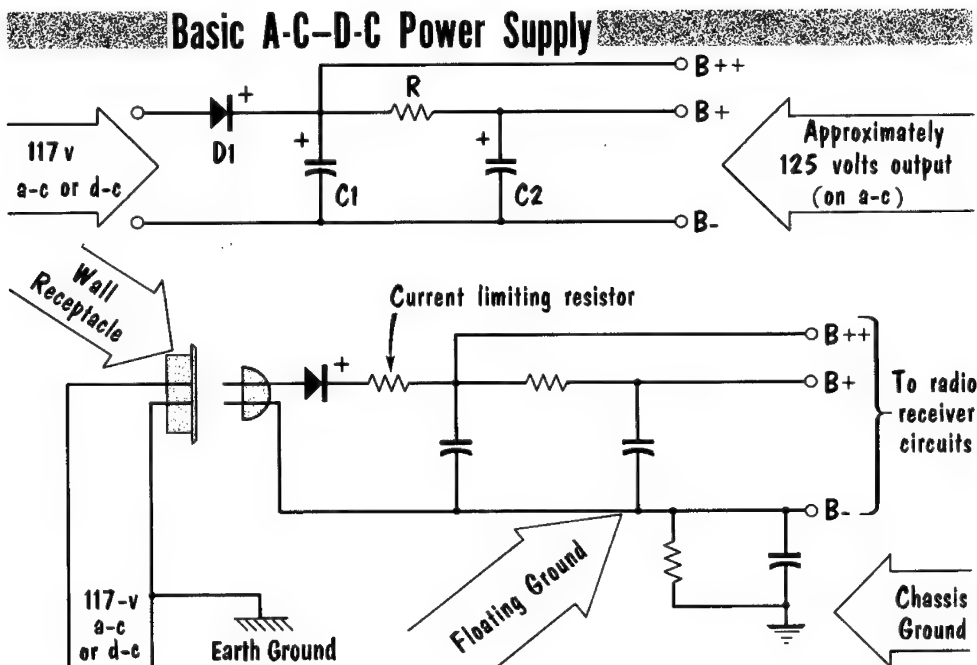 Basic A-C–D-C Power Supply
B++
R
+
B+
+
+
D1
117 v
a-c or d-c
C1
C2
Approximately
125 volts output
(on a-c)
B-
Wall
Receptacle
Current limiting resistor
B++
+
B+
To radio
receiver
circuits
B-
Floating Ground
117-v
a-c
or d-c
Earth Ground
Chassis
Ground